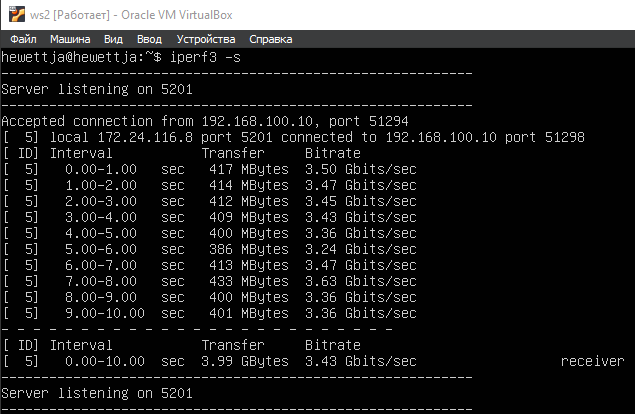 ws2 [Работает] - Oracle VM VirtualBox
Файл Машина Вид Ввод Устройства Справка
hewettja@hewettja:~$ iperf3 -s
-----------------------------------------------------------
Server listening on 5201
-----------------------------------------------------------
Accepted connection from 192.168.100.10, port 51294
[  5] local 172.24.116.8 port 5201 connected to 192.168.100.10 port 51298
[ ID] Interval           Transfer     Bitrate
[  5]   0.00-1.00   sec   417 MBytes  3.50 Gbits/sec
[  5]   1.00-2.00   sec   414 MBytes  3.47 Gbits/sec
[  5]   2.00-3.00   sec   412 MBytes  3.45 Gbits/sec
[  5]   3.00-4.00   sec   409 MBytes  3.43 Gbits/sec
[  5]   4.00-5.00   sec   400 MBytes  3.36 Gbits/sec
[  5]   5.00-6.00   sec   386 MBytes  3.24 Gbits/sec
[  5]   6.00-7.00   sec   413 MBytes  3.47 Gbits/sec
[  5]   7.00-8.00   sec   433 MBytes  3.63 Gbits/sec
[  5]   8.00-9.00   sec   400 MBytes  3.36 Gbits/sec
[  5]   9.00-10.00  sec   401 MBytes  3.36 Gbits/sec
- - - - - - - - - - - - - - - - - - - - - - - - -
[ ID] Interval           Transfer     Bitrate
[  5]   0.00-10.00  sec  3.99 GBytes  3.43 Gbits/sec                  receiver
-----------------------------------------------------------
Server listening on 5201
-----------------------------------------------------------